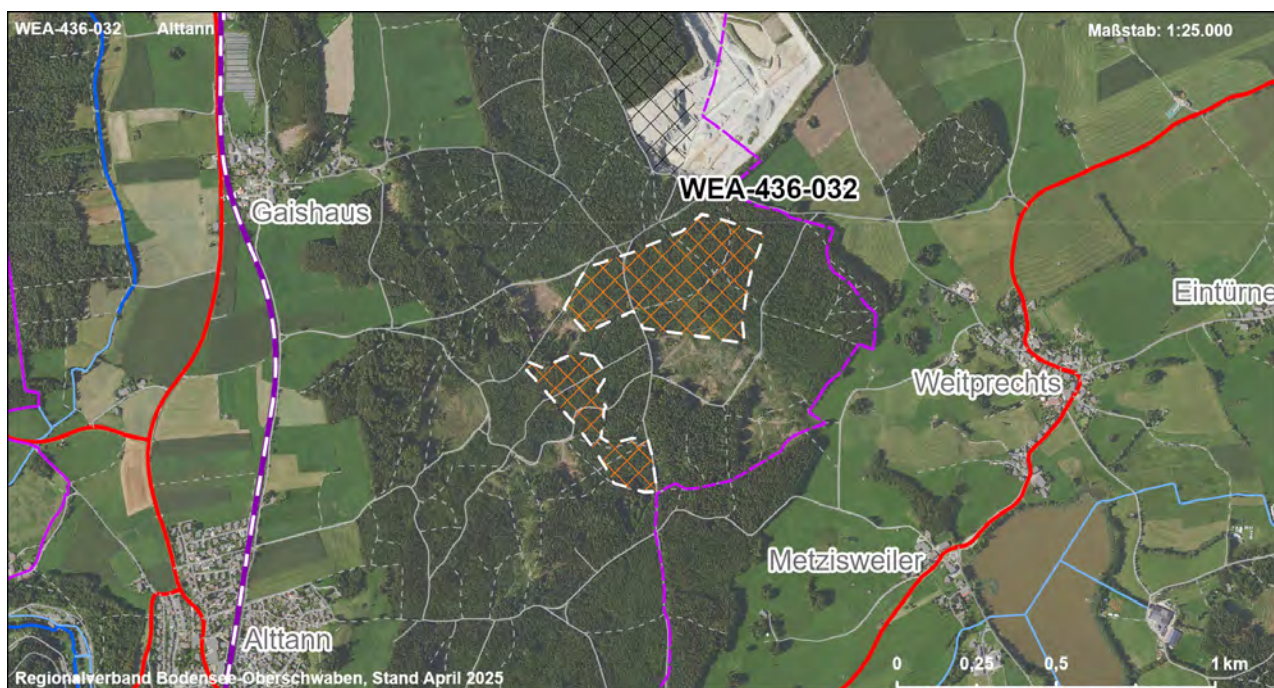 WEA-436-032 Alttann
Maßstab: 1:25.000
WEA-436-032
Gaishaus
Eintürne
Weitprechts
Metzisweiler
Alttann
0 0,25 0,5 1 km
Regionalverband Bodensee-Oberschwaben, Stand April 2025